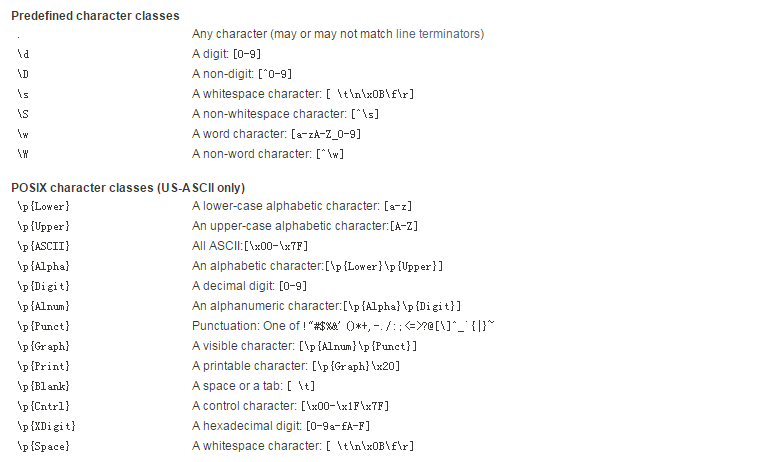 Predefined character classes
. Any character (may or may not match line terminators)
\d A digit: [0-9]
\D A non-digit: [^0-9]
\s A whitespace character: [ \t\n\x0B\f\r]
\S A non-whitespace character: [^\s]
\w A word character: [a-zA-Z_0-9]
\W A non-word character: [^\w]
POSIX character classes (US-ASCII only)
\p{Lower} A lower-case alphabetic character: [a-z]
\p{Upper} An upper-case alphabetic character:[A-Z]
\p{ASCII} All ASCII:[\x00-\x7F]
\p{Alpha} An alphabetic character:[\p{Lower}\p{Upper}]
\p{Digit} A decimal digit: [0-9]
\p{Alnum} An alphanumeric character:[\p{Alpha}\p{Digit}]
\p{Punct} Punctuation: One of !"#$%&'()*+,-./:;<=>?@[\]^_`{|}~
\p{Graph} A visible character: [\p{Alnum}\p{Punct}]
\p{Print} A printable character: [\p{Graph}\x20]
\p{Blank} A space or a tab: [ \t]
\p{Cntrl} A control character: [\x00-\x1F\x7F]
\p{XDigit} A hexadecimal digit: [0-9a-fA-F]
\p{Space} A whitespace character: [ \t\n\x0B\f\r]